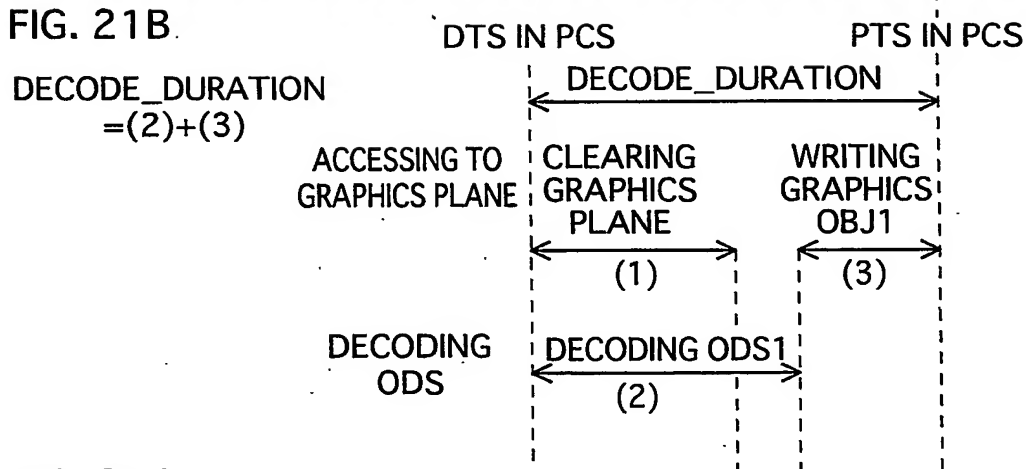 FIG. 21B.
DTS IN PCS
PTS IN PCS
DECODE_DURATION
=(2)+(3)
DECODE_DURATION
ACCESSING TO
GRAPHICS PLANE
CLEARING
GRAPHICS
PLANE
WRITING
GRAPHICS
OBJ1
(1)
(3)
DECODING
ODS
DECODING ODS1
(2)